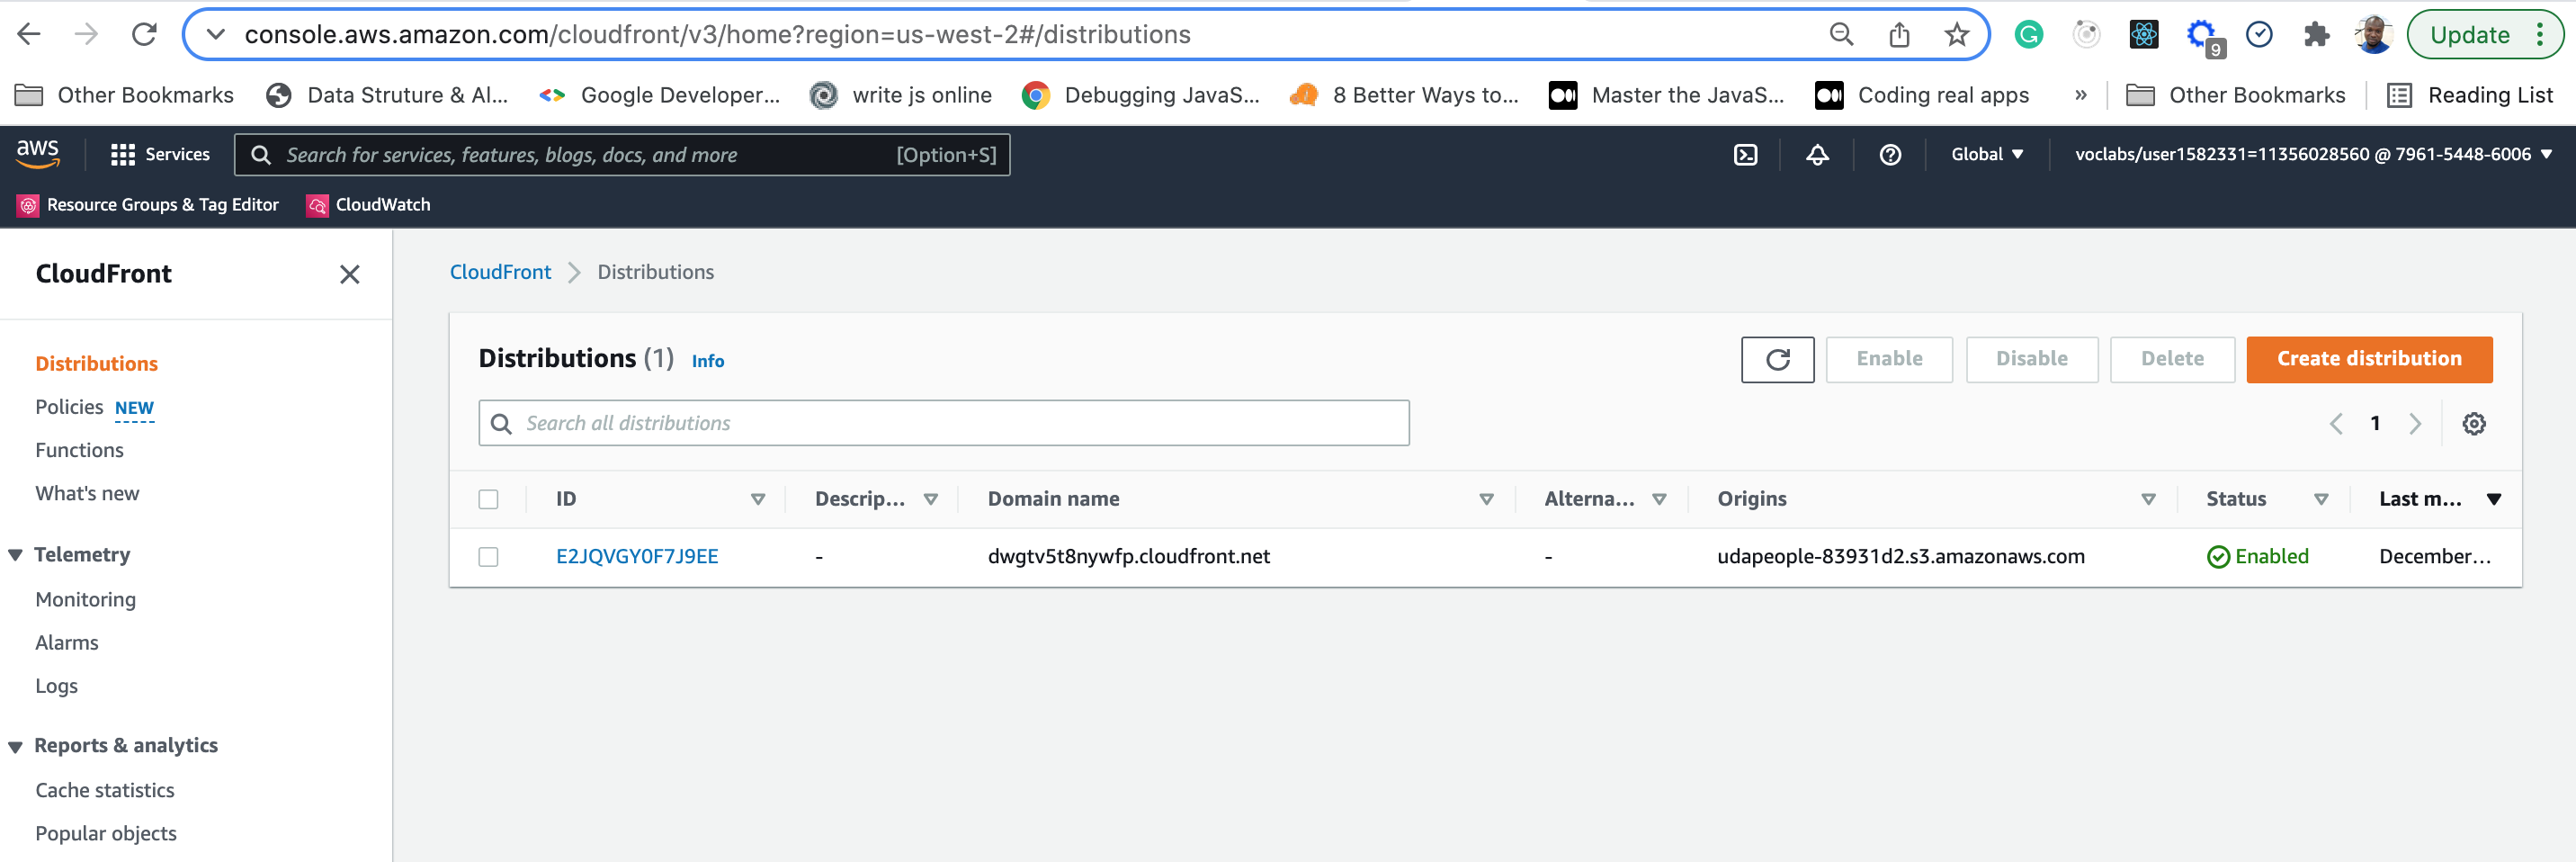 console.aws.amazon.com/cloudfront/v3/home?region=us-west-2#/distributions
9
Update
Other Bookmarks
Data Struture & Al...
Google Developer...
write js online
Debugging JavaS...
8 Better Ways to...
Master the JavaS...
Coding real apps
»
Other Bookmarks
Reading List
aws
Services
Search for services, features, blogs, docs, and more
[Option+S]
Global
voclabs/user1582331=11356028560 @ 7961-5448-6006
Resource Groups & Tag Editor
CloudWatch
CloudFront
Distributions
Policies NEW
Functions
What's new
Telemetry
Monitoring
Alarms
Logs
Reports & analytics
Cache statistics
Popular objects
CloudFront > Distributions
Distributions (1) Info
Enable
Disable
Delete
Create distribution
Search all distributions
1
ID Descrip... Domain name Alterna... Origins Status Last m...
E2JQVGY0F7J9EE - dwgtv5t8nywfp.cloudfront.net - udapeople-83931d2.s3.amazonaws.com Enabled December...